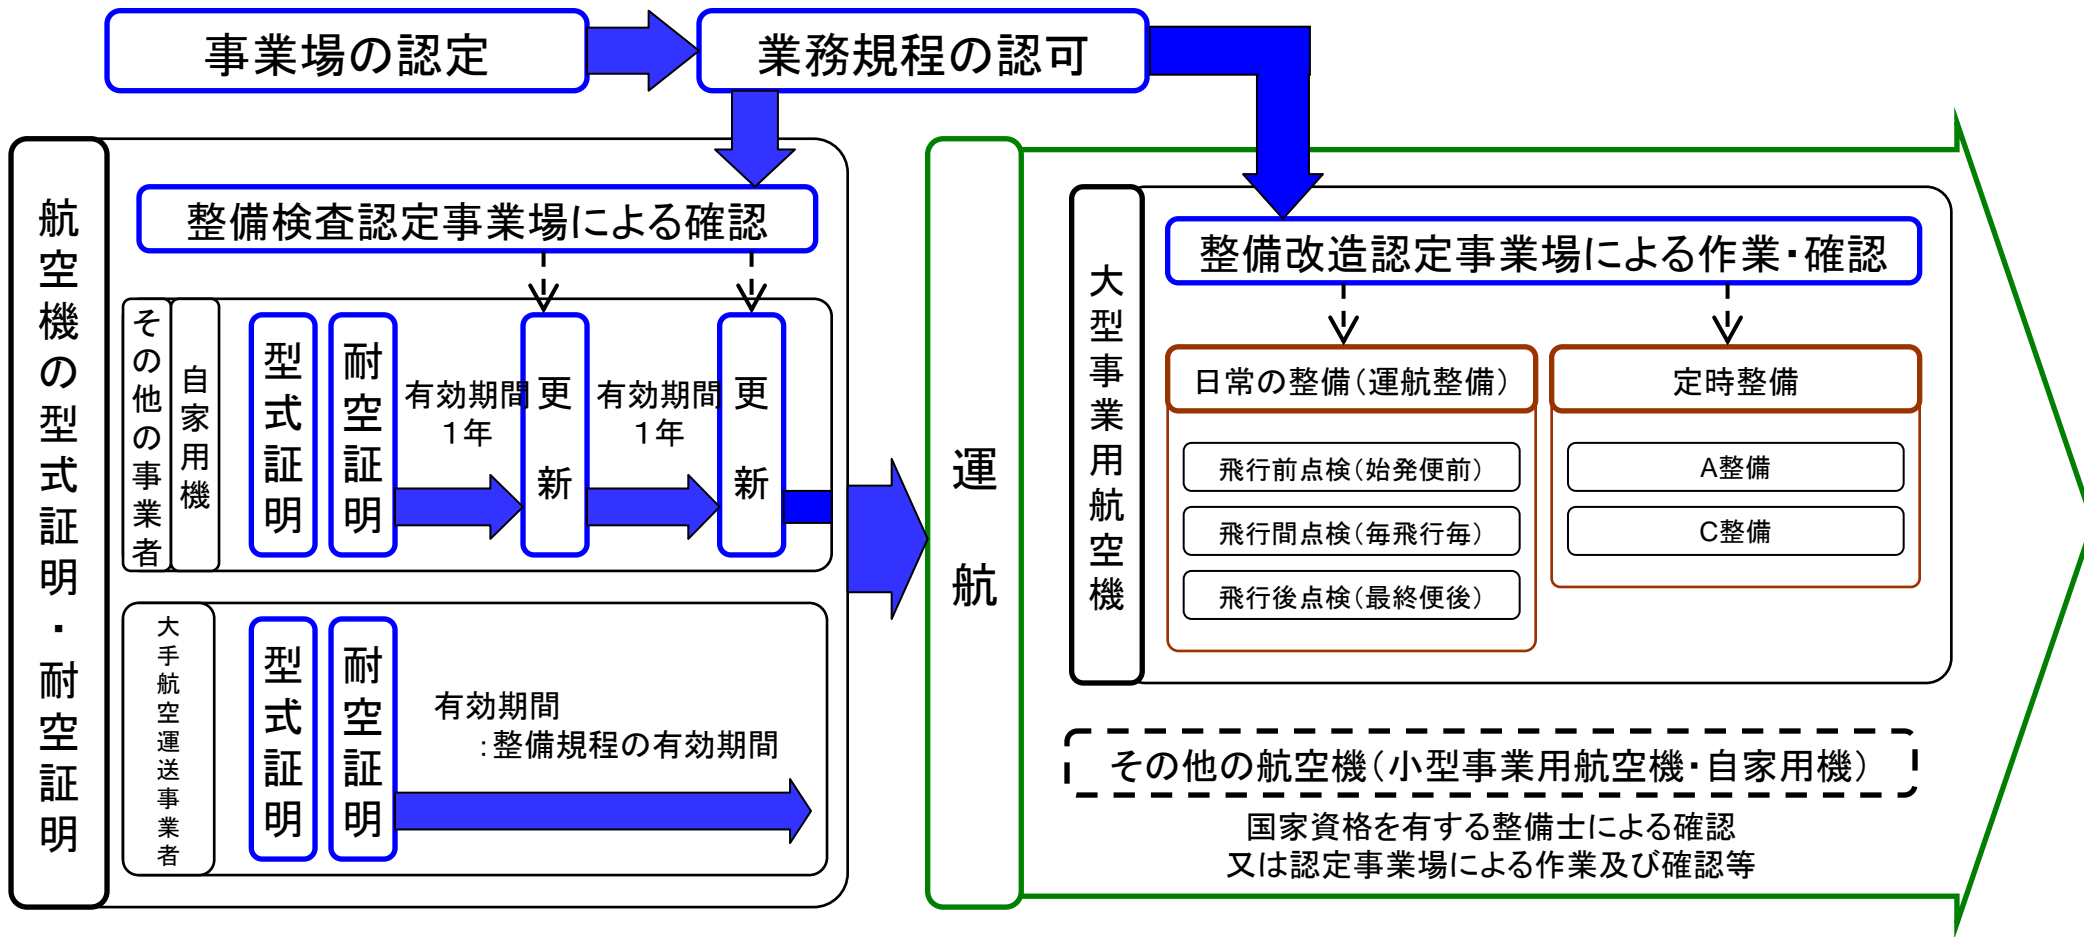 事業場の認定
業務規程の認可
航空機の型式証明・耐空証明
整備検査認定事業場による確認
その他の事業者
自家用機
型式証明
耐空証明
有効期間
1年
更新
有効期間
1年
更新
大手航空運送事業者
型式証明
耐空証明
有効期間
:整備規程の有効期間
運航
大型事業用航空機
整備改造認定事業場による作業・確認
日常の整備(運航整備)
飛行前点検(始発便前)
飛行間点検(毎飛行毎)
飛行後点検(最終便後)
定時整備
A整備
C整備
その他の航空機(小型事業用航空機・自家用機)
国家資格を有する整備士による確認
又は認定事業場による作業及び確認等